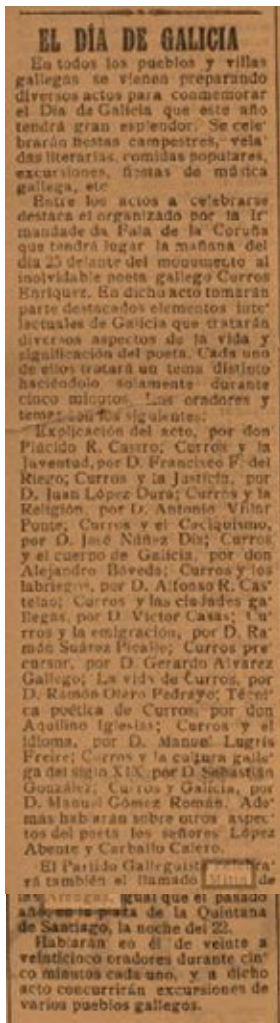 EL DÍA DE GALICIA
En todos los pueblos y villas
gallegas se vienen preparando
diversos actos para conmemorar
el Día de Galicia que este año
tendrá gran esplendor. Se cele-
brarán fiestas campestres, vela-
das literarias, comidas populares,
excursiones, fiestas de música
gallega, etc
Entre los actos a celebrarse
destaca el organizado por la Ir
mandade da Fala de la Coruña
que tendrá lugar la mañana del
día 25 delante del monumento al
inolvidable poeta gallego Curros
Enríquez. En dicho acto tomarán
parte destacados elementos inte
lectuales de Galicia que tratarán
diversos aspectos de la vida y
significación del poeta. Cada uno
de ellos tratará un tema distinto
haciéndolo solamente durante
cinco minutos. Los oradores y
temas son los siguientes:
Explicación del acto, por don
Plácido R. Castro; Curros y la
Juventud, por D. Francisco F. del
Riego; Curros y la Justicia, por
D. Juan López Durá; Curros y la
Religión, por D. Antonio Villar
Ponte; Curros y el Caciquismo,
por D. José Núñez Día; Curros
y el cuerpo de Galicia, por don
Alejandro Bóveda; Curros y los
labriegos, por D. Alfonso R. Cas-
telao; Curros y las ciudades ga-
llegas, por D. Víctor Casas; Cu-
rros y la emigración, por D. Ra-
món Suárez Picallo; Curros pre
cursor, por D. Gerardo Alvarez
Gallego; La vida de Curros, por
D. Ramón Otero Pedrayo; Técni-
ca poética de Curros, por don
Aquilino Iglesias; Curros y el
idioma, por D. Manuel Lugrís
Freire; Curros y la cultura galle-
ga del siglo XIX, por D. Sebastián
González; Curros y Galicia, por
D. Manuel Gómez Román. Ade-
más hablarán sobre otros aspec-
tos del poeta los señores López
Abente y Carballo Calero.
El Partido Galleguista
rá también el llamado Mitin de
las Arengas, igual que el pasado
año, en la plaza de la Quintana
de Santiago, la noche del 22.
Hablarán en él de veinte a
veinticinco oradores durante cin-
co minutos cada uno, y a dicho
acto concurrirán excursiones de
varios pueblos gallegos.